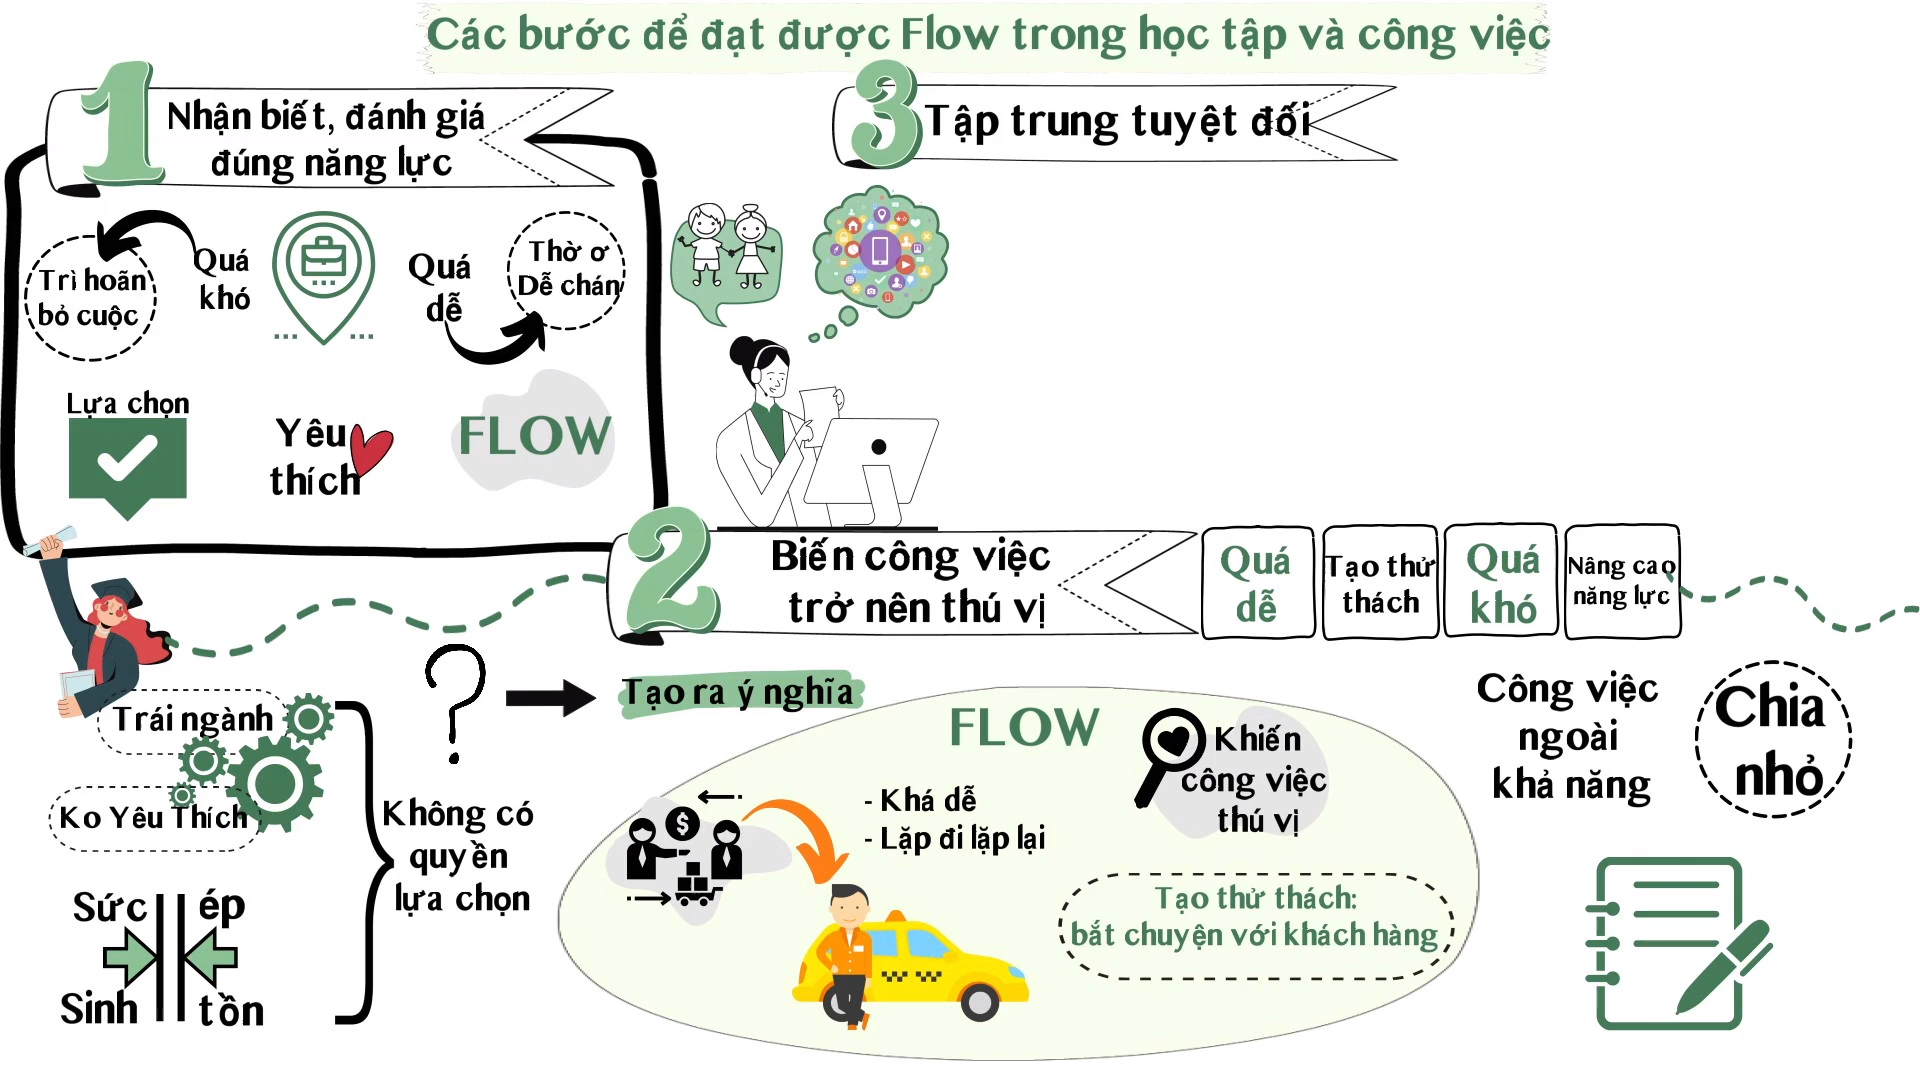 Các bước để đạt được Flow trong học tập và công việc
1
Nhận biết, đánh giá
đúng năng lực
Trì hoãn
bỏ cuộc
Quá
khó
Quá
dễ
Thờ ơ
Dễ chán
Lựa chọn
Yêu
thích
FLOW
3
Tập trung tuyệt đối
2
Biến công việc
trở nên thú vị
Quá
dễ
Tạo thử
thách
Quá
khó
Nâng cao
năng lực
Trái ngành
Ko Yêu Thích
Sức ép
Sinh tồn
Không có
quyền
lựa chọn
?
Tạo ra ý nghĩa
FLOW
- Khá dễ
- Lặp đi lặp lại
Khiến
công việc
thú vị
Tạo thử thách:
bắt chuyện với khách hàng
$
Công việc
ngoài
khả năng
Chia
nhỏ